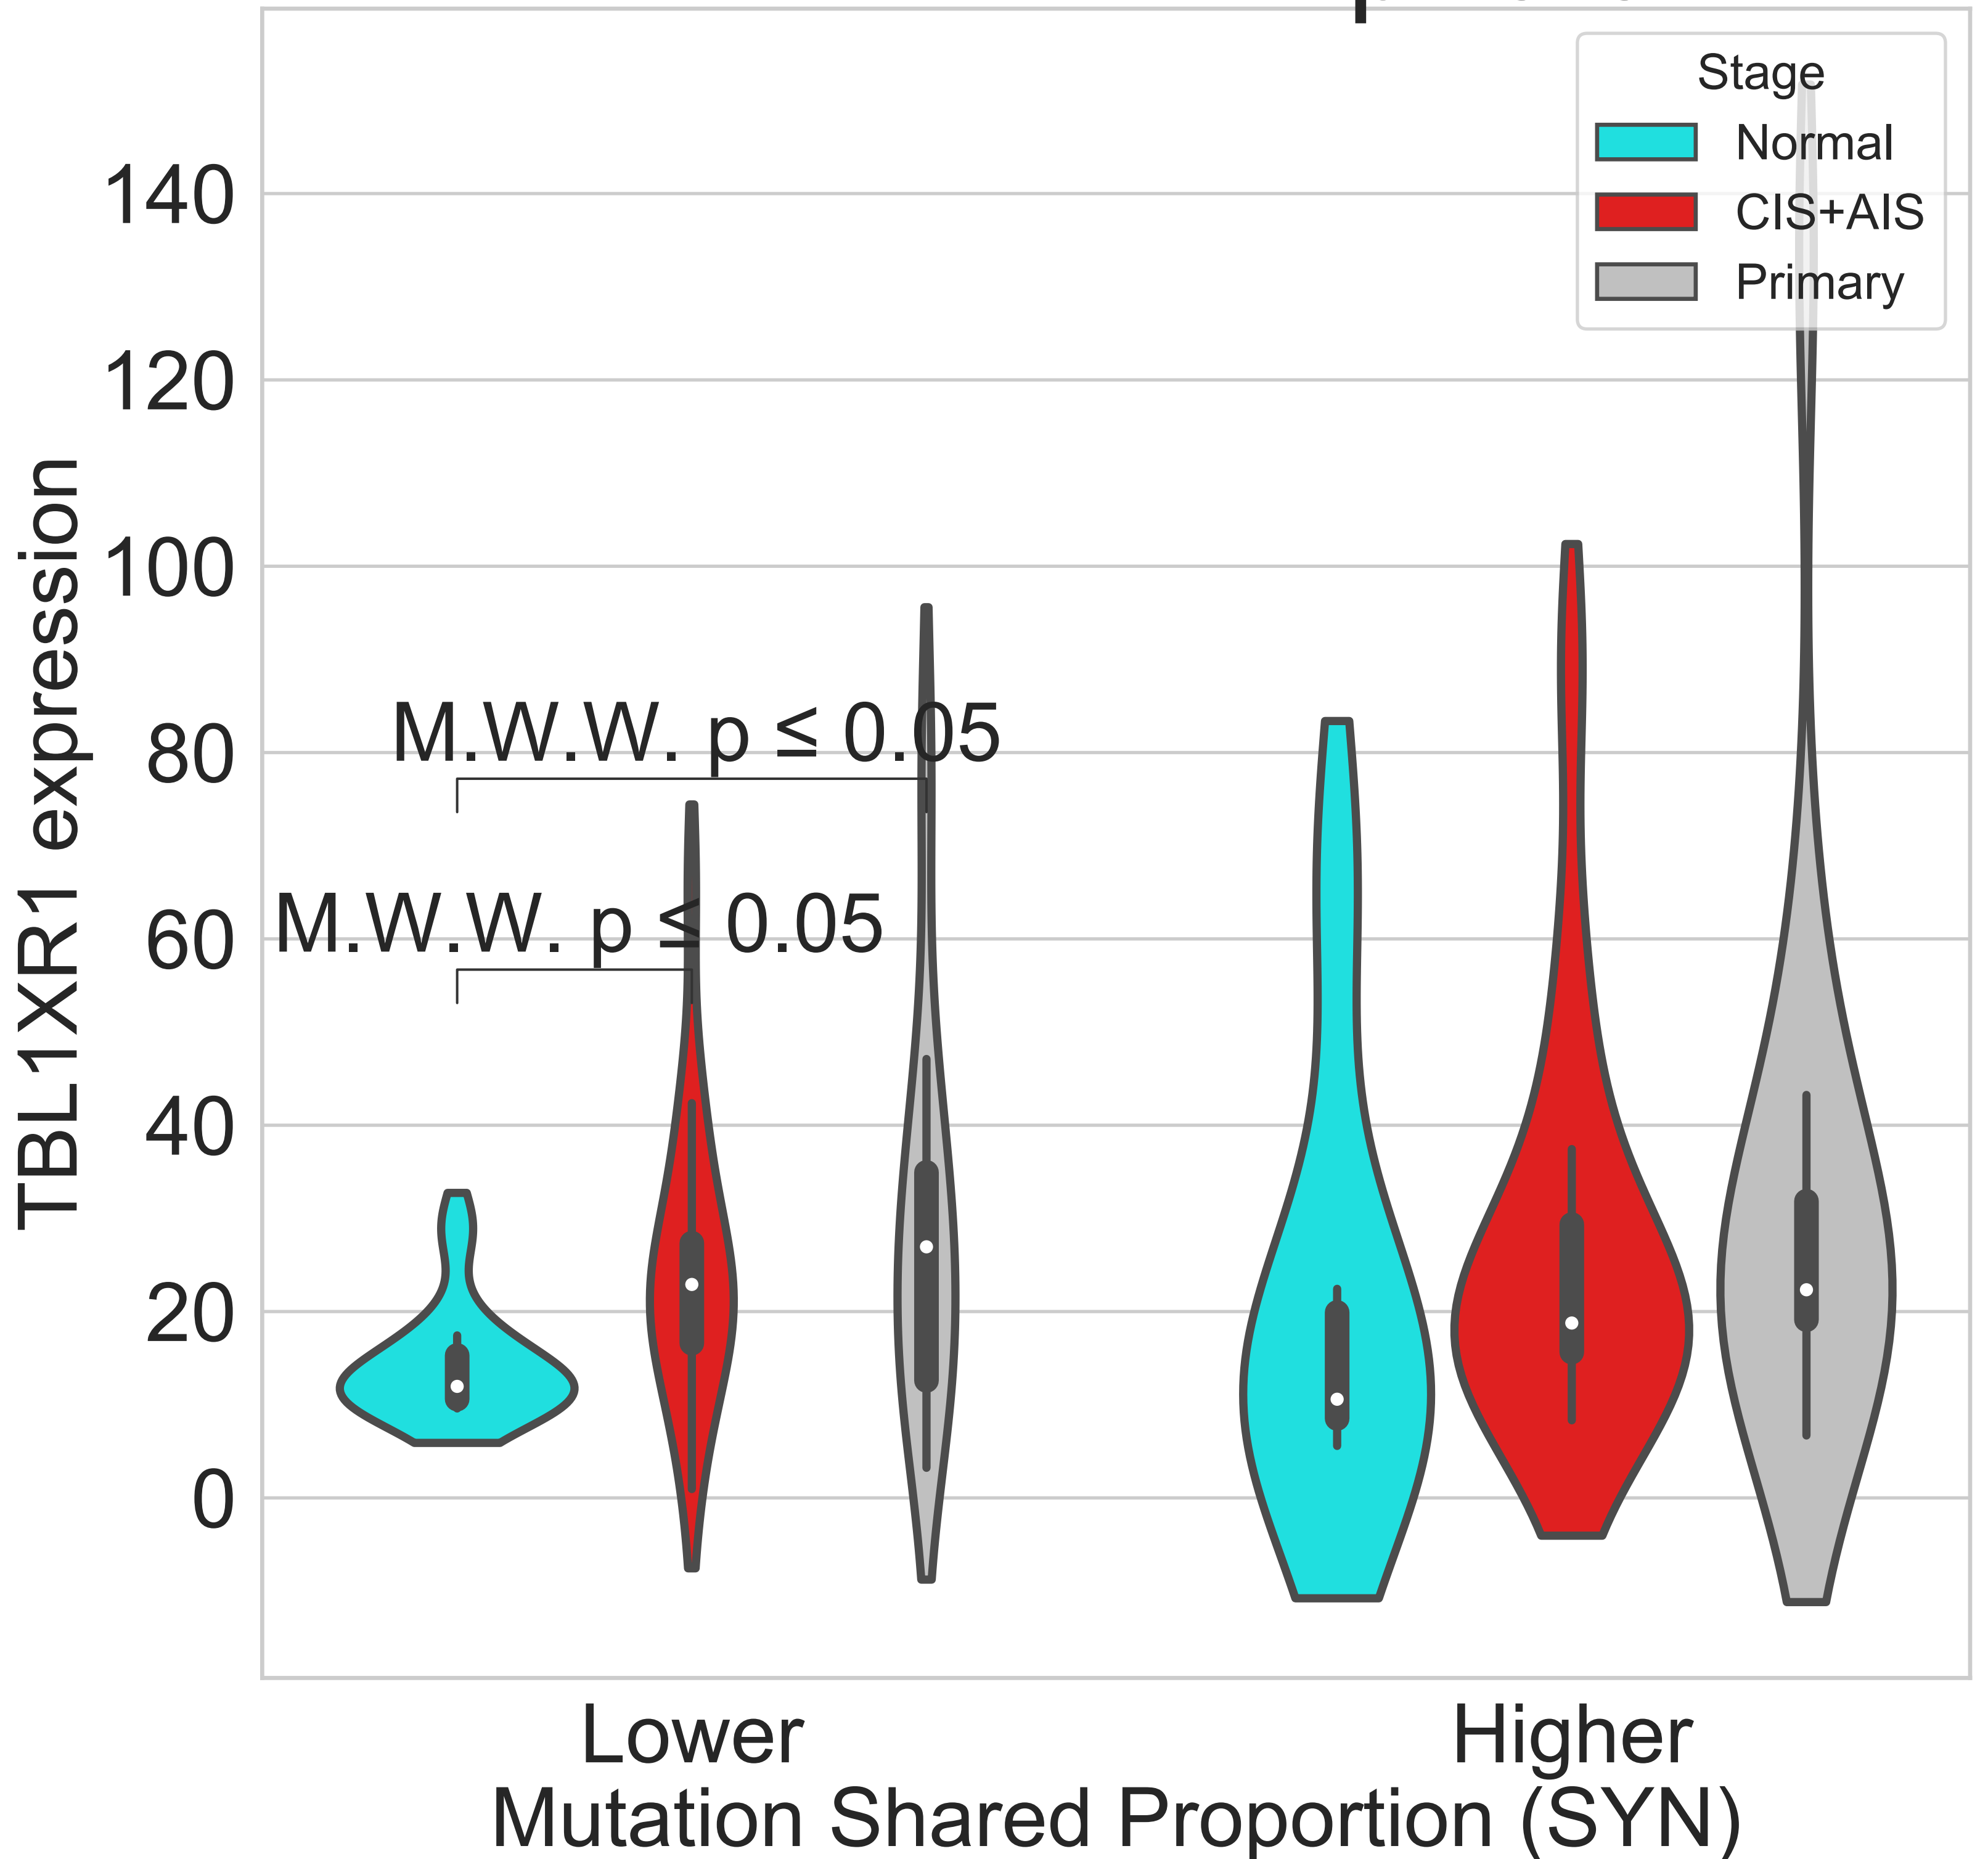 Stage
Normal
CIS+AIS
Primary
140
120
100
80
60
40
20
0
TBL1XR1 expression
M.W.W. p ≤ 0.05
M.W.W. p ≤ 0.05
Lower
Higher
Mutation Shared Proportion (SYN)